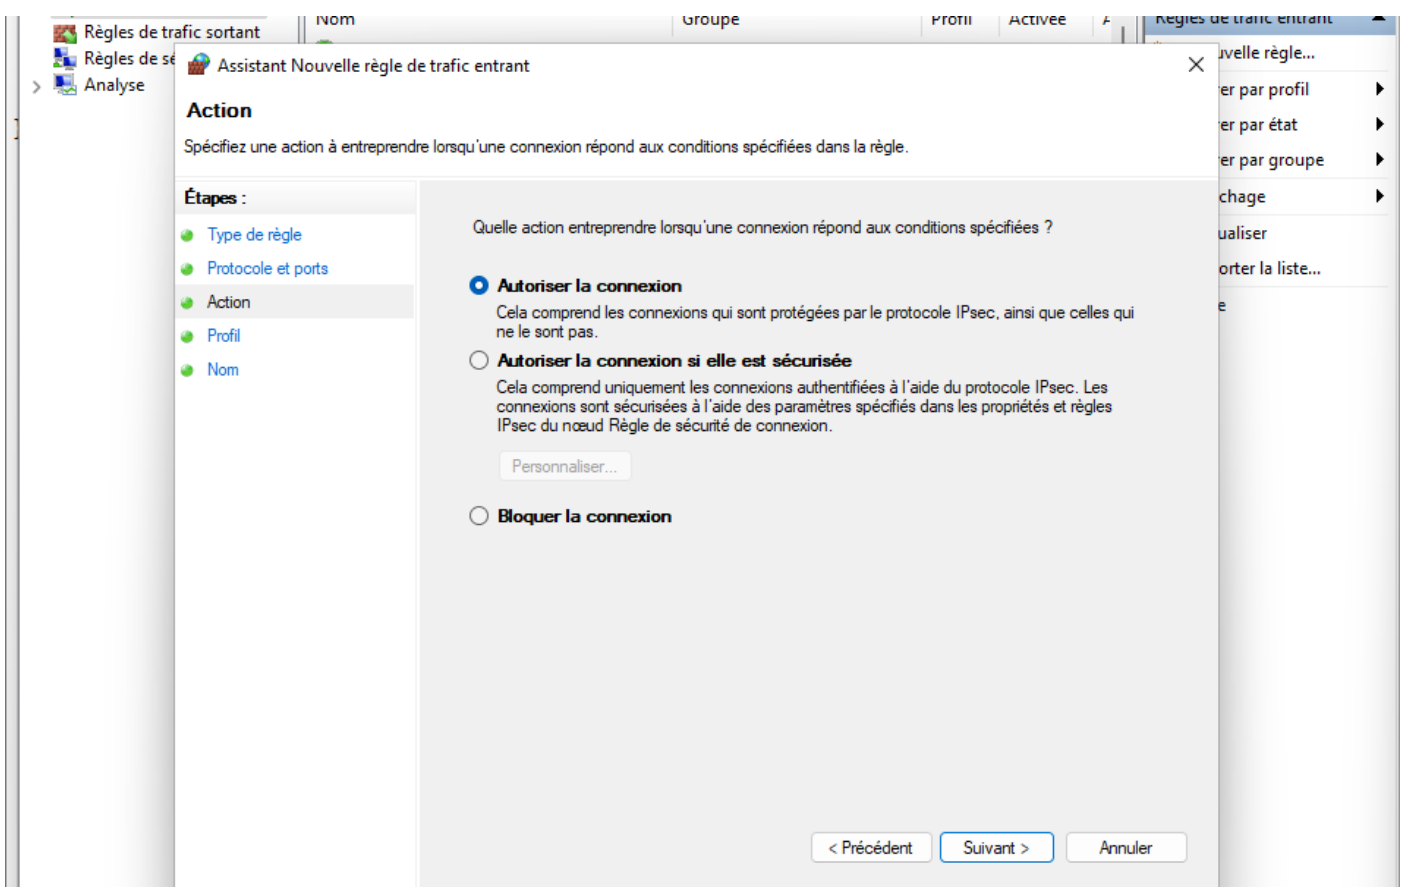 Nom
Groupe
Profil
Activée
Règles de trafic entrant
Règles de trafic sortant
Règles de sé
Analyse
Assistant Nouvelle règle de trafic entrant
uvelle règle...
rer par profil
rer par état
rer par groupe
chage
ualiser
orter la liste...
e
Action
Spécifiez une action à entreprendre lorsqu'une connexion répond aux conditions spécifiées dans la règle.
Étapes :
Type de règle
Protocole et ports
Action
Profil
Nom
Quelle action entreprendre lorsqu'une connexion répond aux conditions spécifiées ?
Autoriser la connexion
Cela comprend les connexions qui sont protégées par le protocole IPsec, ainsi que celles qui
ne le sont pas.
Autoriser la connexion si elle est sécurisée
Cela comprend uniquement les connexions authentifiées à l'aide du protocole IPsec. Les
connexions sont sécurisées à l'aide des paramètres spécifiés dans les propriétés et règles
IPsec du nœud Règle de sécurité de connexion.
Personnaliser...
Bloquer la connexion
< Précédent
Suivant >
Annuler